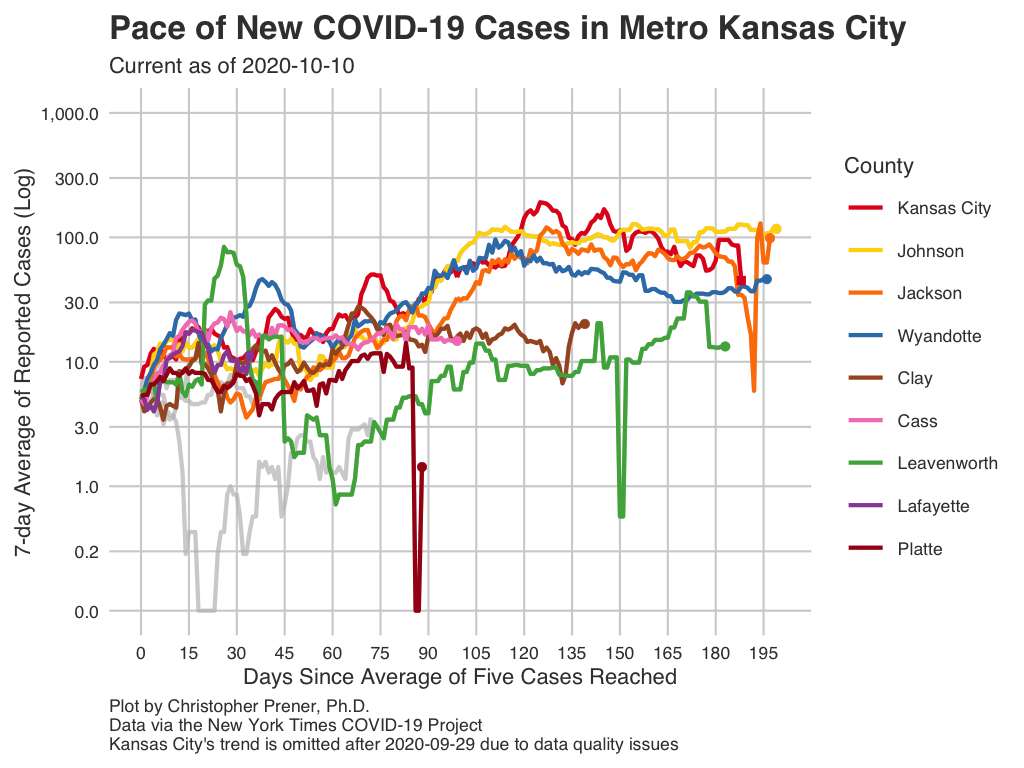 Pace of New COVID-19 Cases in Metro Kansas City
Current as of 2020-10-10
7-day Average of Reported Cases (Log)
1,000.0
300.0
100.0
30.0
10.0
3.0
1.0
0.2
0.0
0 15 30 45 60 75 90 105 120 135 150 165 180 195
Days Since Average of Five Cases Reached
County
Kansas City
Johnson
Jackson
Wyandotte
Clay
Cass
Leavenworth
Lafayette
Platte
Plot by Christopher Prener, Ph.D.
Data via the New York Times COVID-19 Project
Kansas City's trend is omitted after 2020-09-29 due to data quality issues